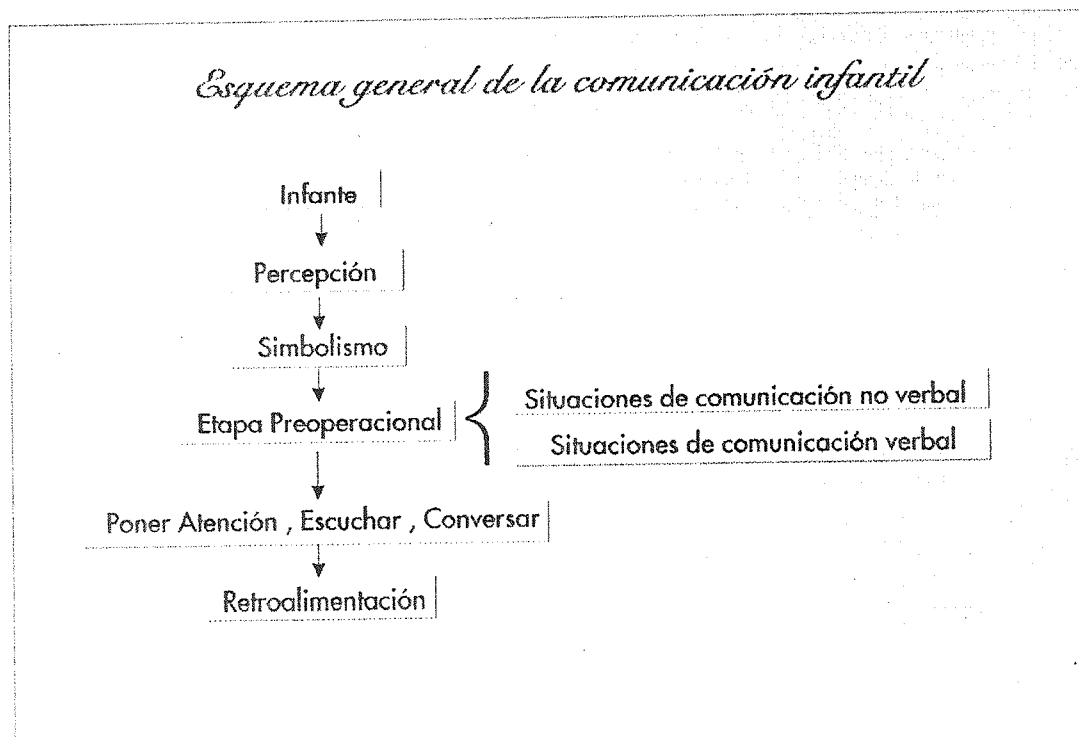 Esquema general de la comunicación infantil
Infante
Percepción
Simbolismo
Etapa Preoperacional
Situaciones de comunicación no verbal
Situaciones de comunicación verbal
Poner Atención , Escuchar , Conversar
Retroalimentación